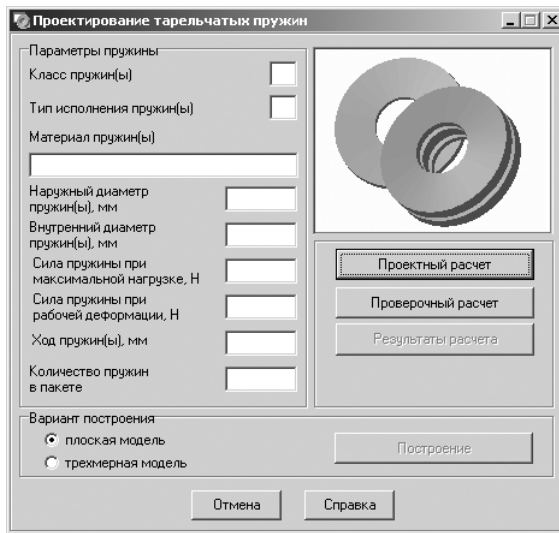 Проектирование тарельчатых пружин
Параметры пружины
Класс пружин(ы)
Тип исполнения пружин(ы)
Материал пружин(ы)
Наружный диаметр
пружин(ы), мм
Внутренний диаметр
пружин(ы), мм
Сила пружины при
максимальной нагрузке, Н
Сила пружины при
рабочей деформации, Н
Ход пружин(ы), мм
Количество пружин
в пакете
Проектный расчет
Проверочный расчет
Результаты расчета
Вариант построения
плоская модель
трехмерная модель
Построение
Отмена
Справка